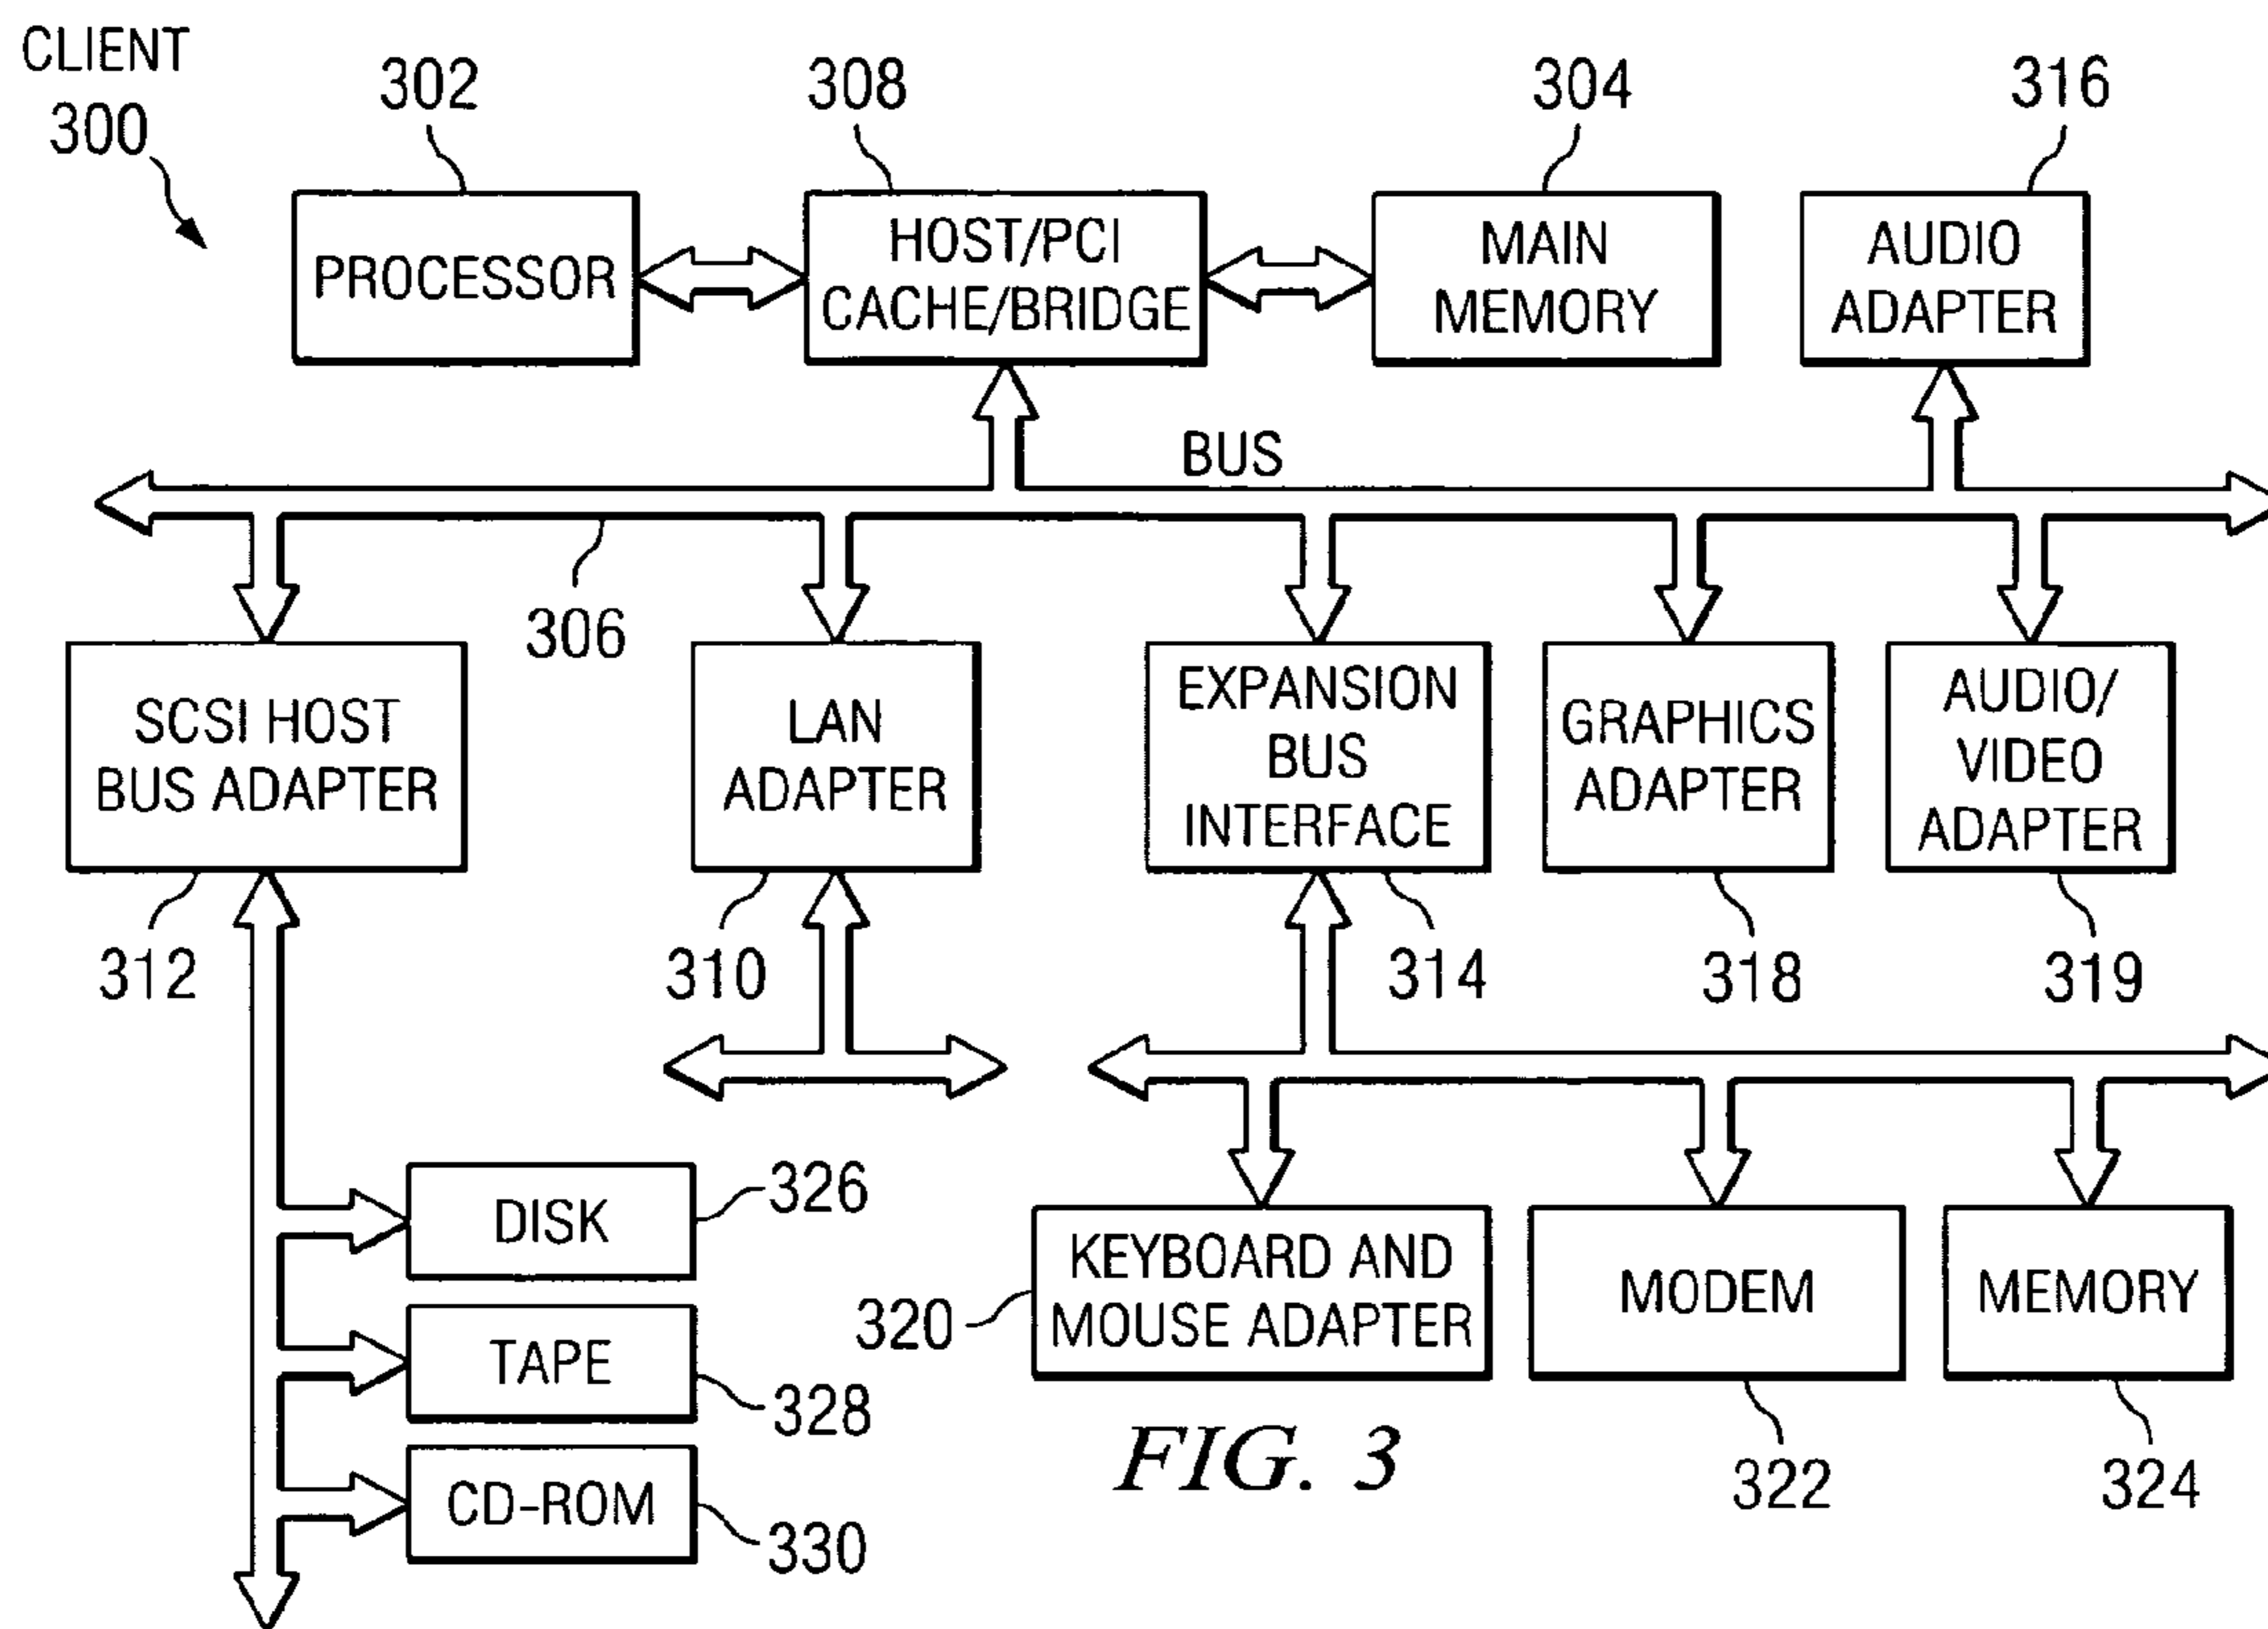 CLIENT
300
302
308
304
316
PROCESSOR
HOST/PCI
CACHE/BRIDGE
MAIN
MEMORY
AUDIO
ADAPTER
BUS
306
SCSI HOST
BUS ADAPTER
LAN
ADAPTER
EXPANSION
BUS
INTERFACE
GRAPHICS
ADAPTER
AUDIO/
VIDEO
ADAPTER
312
310
314
318
319
DISK
326
TAPE
328
CD-ROM
330
320
KEYBOARD AND
MOUSE ADAPTER
MODEM
MEMORY
322
324
FIG. 3